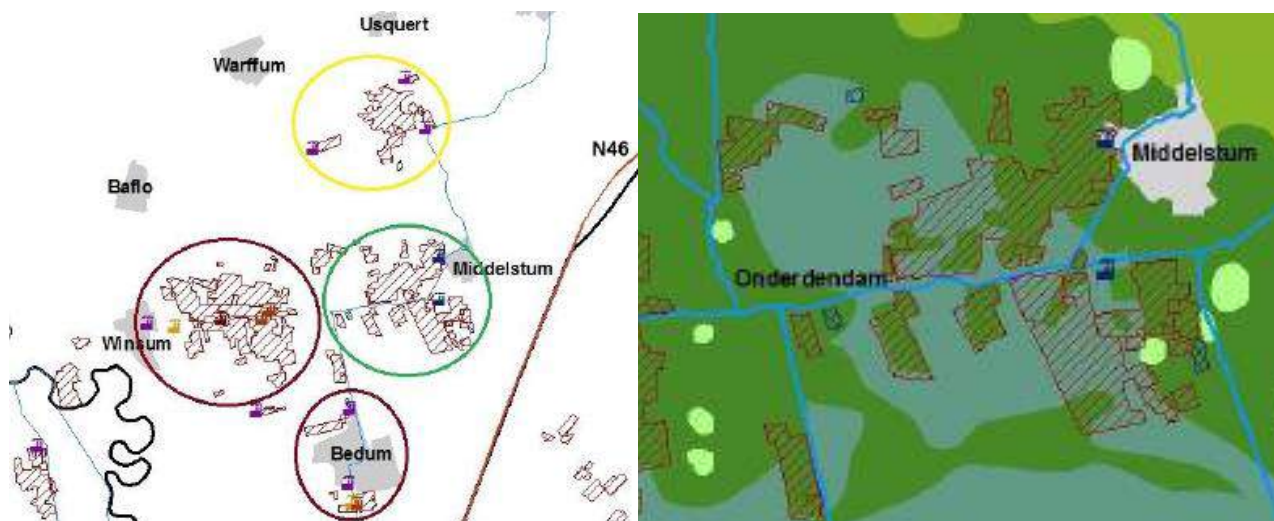 Usquert
Warffum
N46
Baflo
Middelstum
Winsum
Bedum
Middelstum
Onderdendam